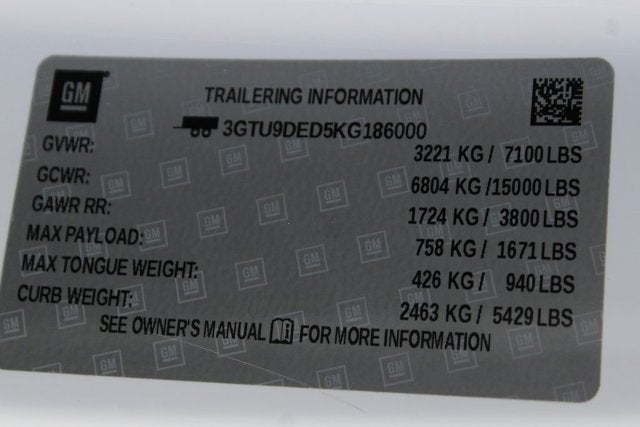 GM
TRAILERING INFORMATION
3GTU9DED5KG186000
GVWR: 3221 KG / 7100 LBS
GCWR: 6804 KG /15000 LBS
GAWR RR: 1724 KG / 3800 LBS
MAX PAYLOAD: 758 KG / 1671 LBS
MAX TONGUE WEIGHT: 426 KG / 940 LBS
CURB WEIGHT: 2463 KG / 5429 LBS
SEE OWNER'S MANUAL FOR MORE INFORMATION